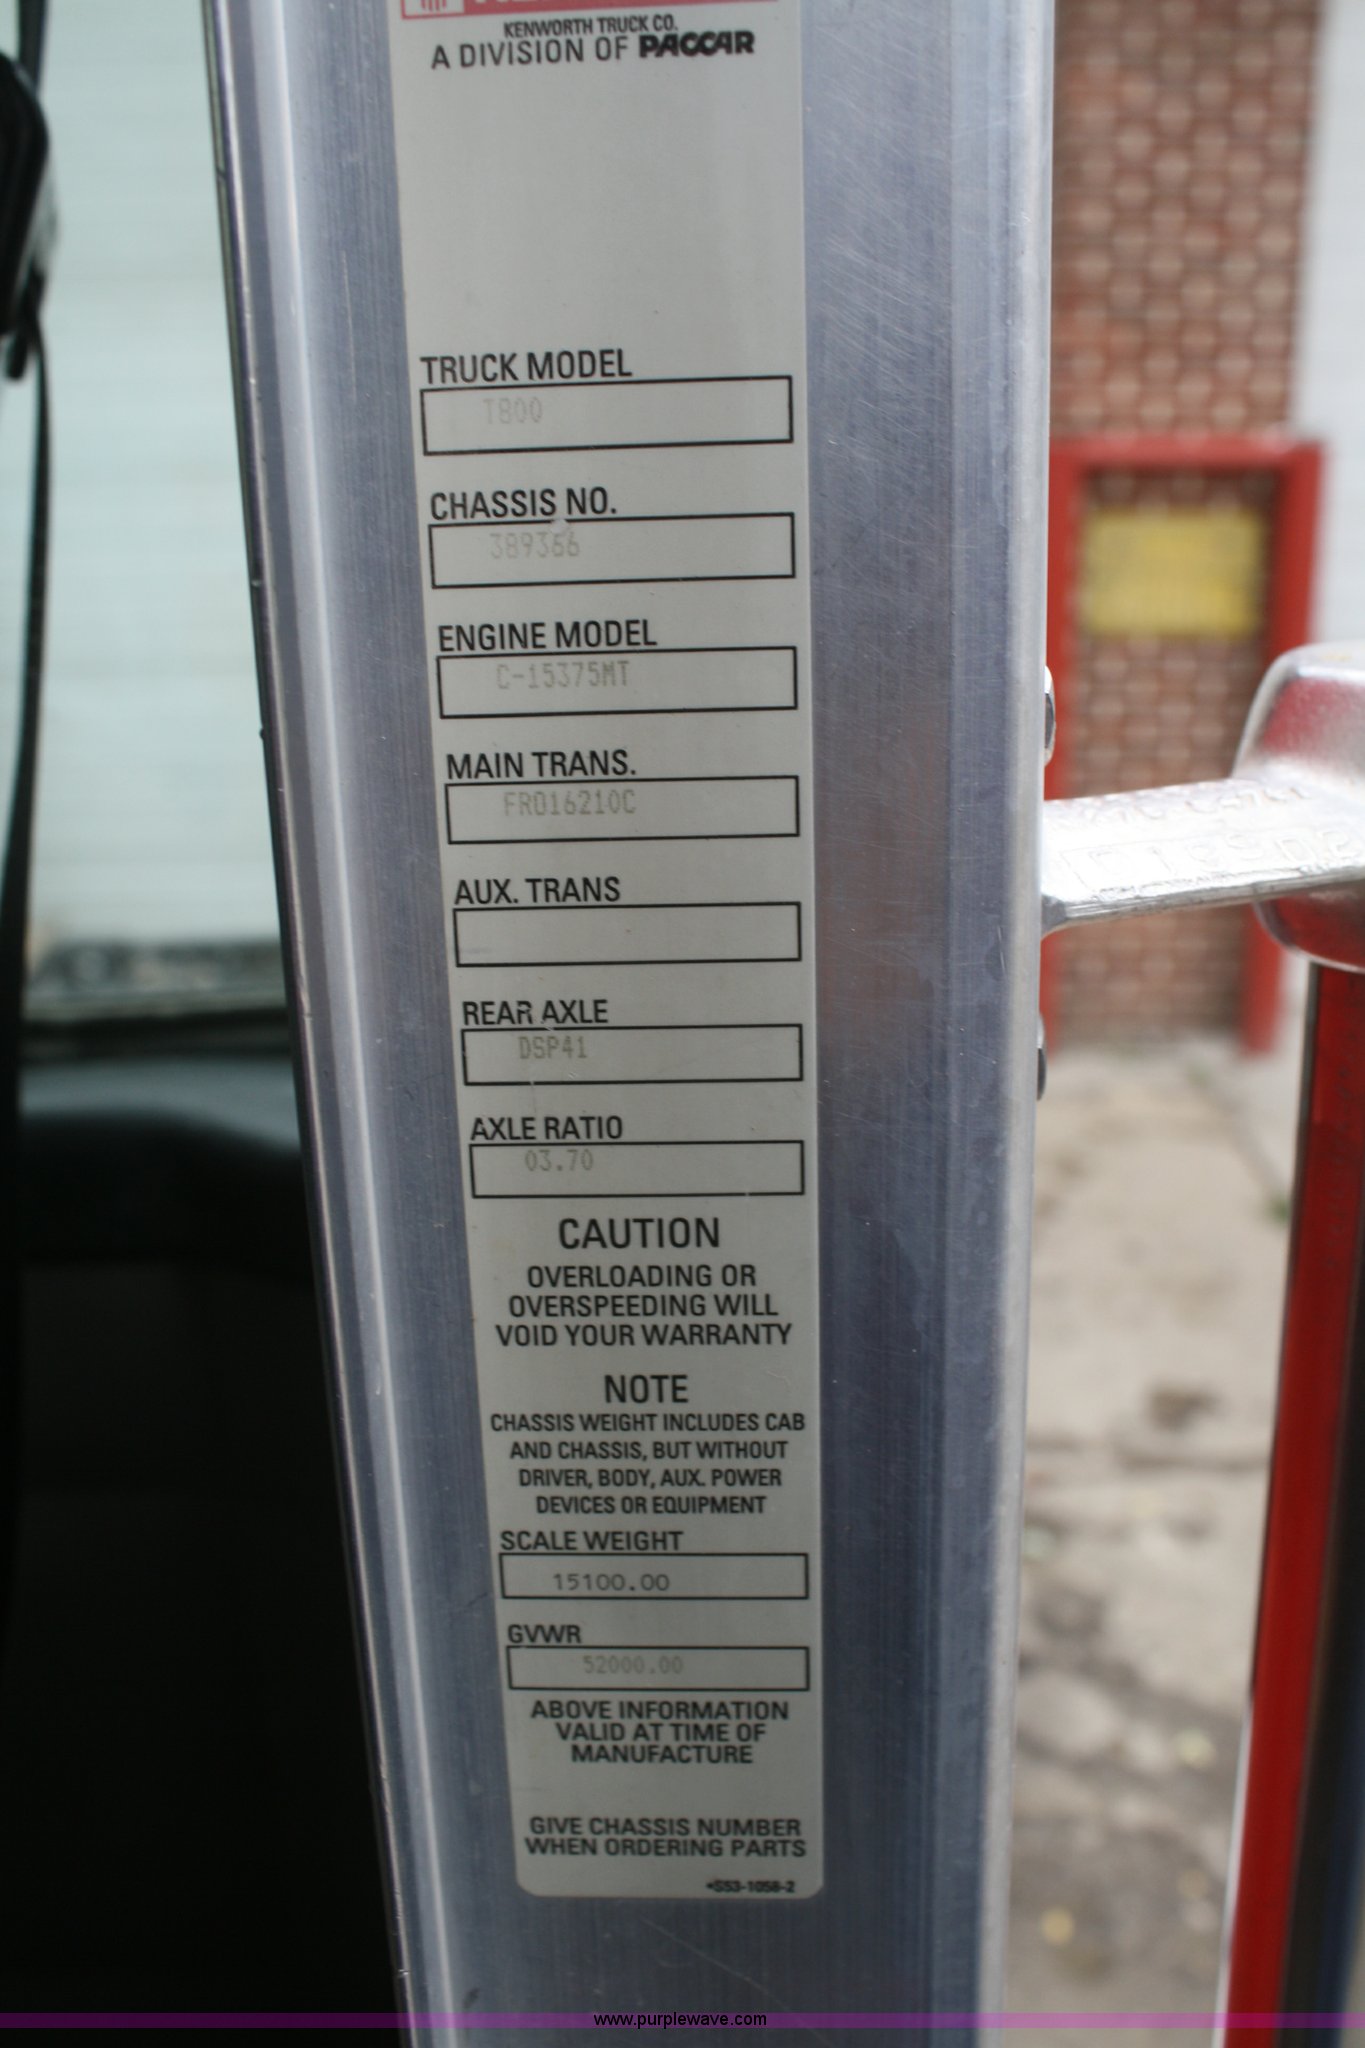 KENWORTH TRUCK CO.
A DIVISION OF PACCAR
TRUCK MODEL
T800
CHASSIS NO.
389366
ENGINE MODEL
C-15375MT
MAIN TRANS.
FRO16210C
AUX. TRANS
REAR AXLE
DSP41
AXLE RATIO
03.70
CAUTION
OVERLOADING OR
OVERSPEEDING WILL
VOID YOUR WARRANTY
NOTE
CHASSIS WEIGHT INCLUDES CAB
AND CHASSIS, BUT WITHOUT
DRIVER, BODY, AUX. POWER
DEVICES OR EQUIPMENT
SCALE WEIGHT
15100.00
GVWR
52000.00
ABOVE INFORMATION
VALID AT TIME OF
MANUFACTURE
GIVE CHASSIS NUMBER
WHEN ORDERING PARTS
*S53-1058-2
www.purplewave.com